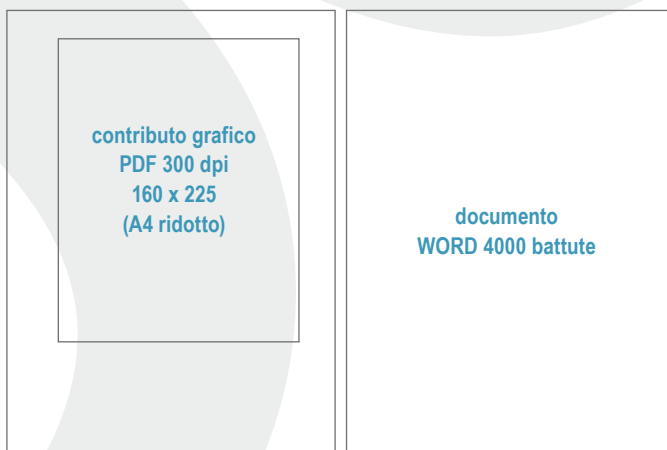 contributo grafico
PDF 300 dpi
160 x 225
(A4 ridotto)
documento
WORD 4000 battute